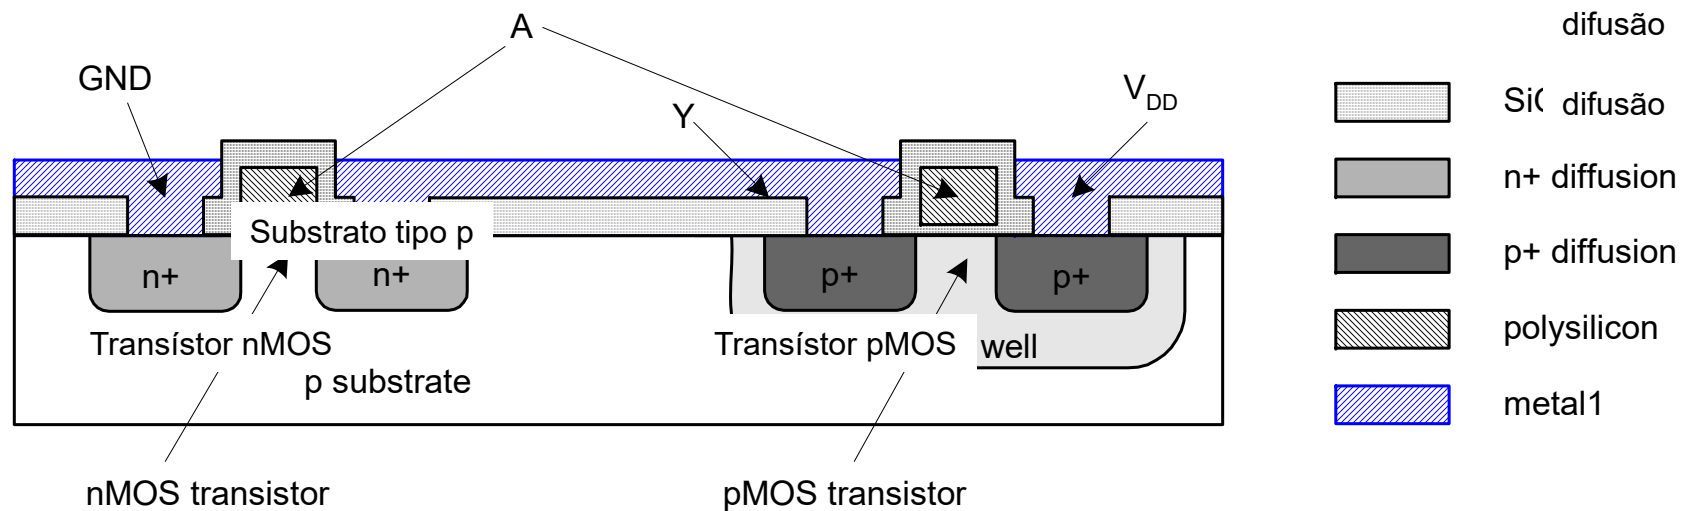 A
difusão
GND
V_DD
Y
difusão
n+ diffusion
Substrato tipo p
n+
n+
p+
p+
p+ diffusion
Transístor nMOS
Transístor pMOS
well
polysilicon
p substrate
metal1
nMOS transistor
pMOS transistor